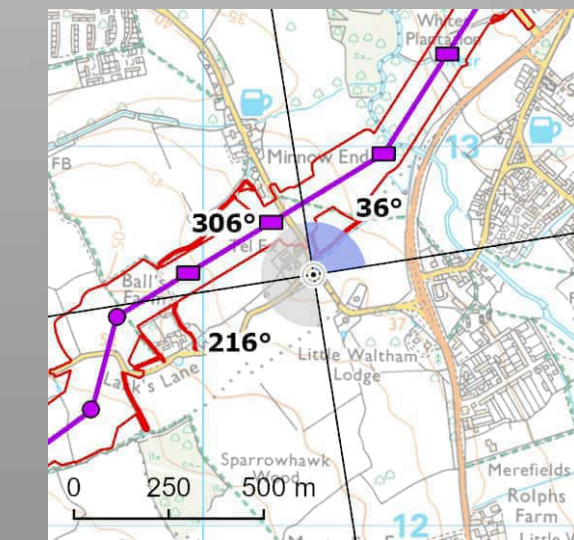 White
Plantation
FB
Minnow End
13
306°
36°
Tel E
Ball's
Farm
37
216°
Little Waltham
Lodge
Lark's Lane
Sparrowhawk
Wood
0 250 500 m
Merefields
Rolphs
Farm
12